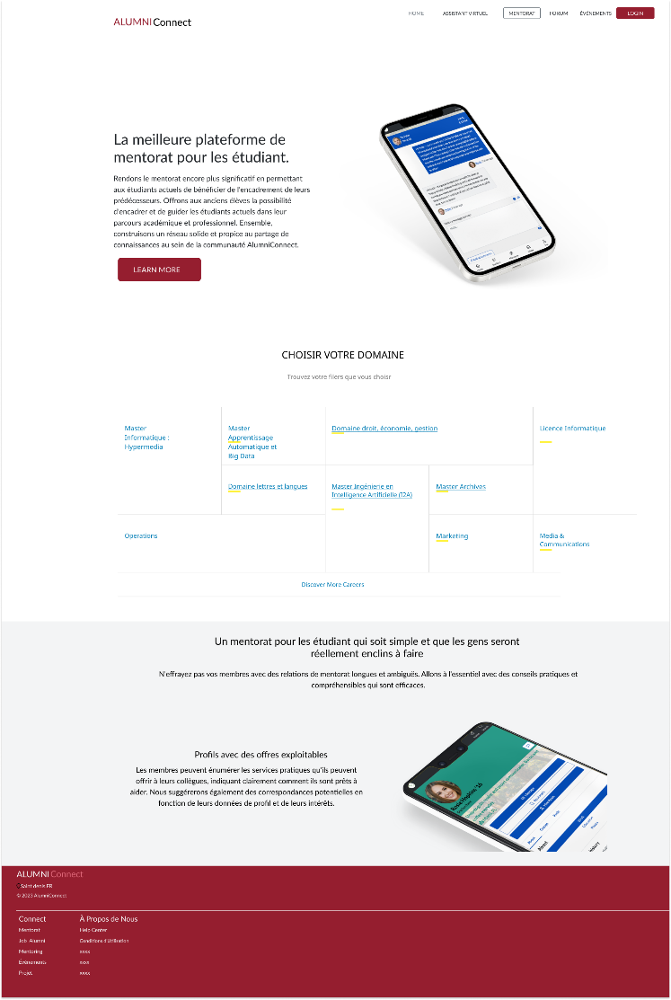 ALUMNI Connect
HOME
ASSISTANT VIRTUEL
MENTORAT
FORUM
ÉVÉNEMENTS
LOGIN
La meilleure plateforme de
mentorat pour les étudiant.
Rendons le mentorat encore plus significatif en permettant
aux étudiants actuels de bénéficier de l'encadrement de leurs
prédécesseurs. Offrons aux anciens élèves la possibilité
d'encadrer et de guider les étudiants actuels dans leur
parcours académique et professionnel. Ensemble,
construisons un réseau solide et propice au partage de
connaissances au sein de la communauté AlumniConnect.
LEARN MORE
CHOISIR VOTRE DOMAINE
Trouvez votre filers que vous choisr
Master
Informatique :
Hypermedia
Master
Apprentissage
Automatique et
Big Data
Domaine droit, économie, gestion
Licence Informatique
Domaine lettres et langues
Master Ingénierie en
Intelligence Artificielle (I2A)
Master Archives
Operations
Marketing
Media &
Communications
Discover More Careers
Un mentorat pour les étudiant qui soit simple et que les gens seront
réellement enclins à faire
N'effrayez pas vos membres avec des relations de mentorat longues et ambiguës. Allons à l'essentiel avec des conseils pratiques et
compréhensibles qui sont efficaces.
Profils avec des offres exploitables
Les membres peuvent énumérer les services pratiques qu'ils peuvent
offrir à leurs collègues, indiquant clairement comment ils sont prêts à
aider. Nous suggérerons également des correspondances potentielles en
fonction de leurs données de profil et de leurs intérêts.
ALUMNI Connect
Saint denis FR
© 2023 AlumniConnect
Connect
Mentorat
Job Alumni
Mentoring
Événements
Projet
À Propos de Nous
Help Center
Conditions d'Utilisation
xxxx
xxxx
xxxx